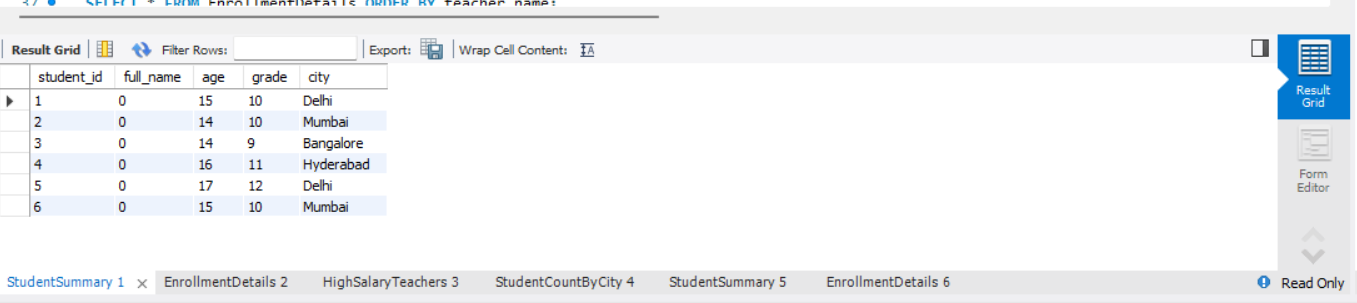 37 SELECT * FROM EnrollmentDetails ORDER BY teacher_name;
Result Grid Filter Rows: Export: Wrap Cell Content:
student_id full_name age grade city
1 0 15 10 Delhi
2 0 14 10 Mumbai
3 0 14 9 Bangalore
4 0 16 11 Hyderabad
5 0 17 12 Delhi
6 0 15 10 Mumbai
Result
Grid
Form
Editor
StudentSummary 1 EnrollmentDetails 2 HighSalaryTeachers 3 StudentCountByCity 4 StudentSummary 5 EnrollmentDetails 6 Read Only